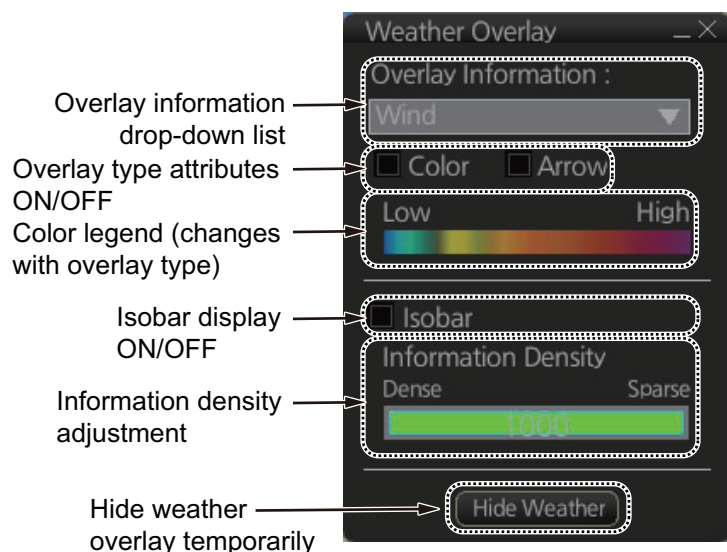 Weather Overlay
Overlay Information :
Overlay information
drop-down list
Wind
Overlay type attributes
ON/OFF
Color
Arrow
Color legend (changes
with overlay type)
Low
High
Isobar display
ON/OFF
Isobar
Information Density
Dense
Sparse
Information density
adjustment
1000
Hide weather
overlay temporarily
Hide Weather